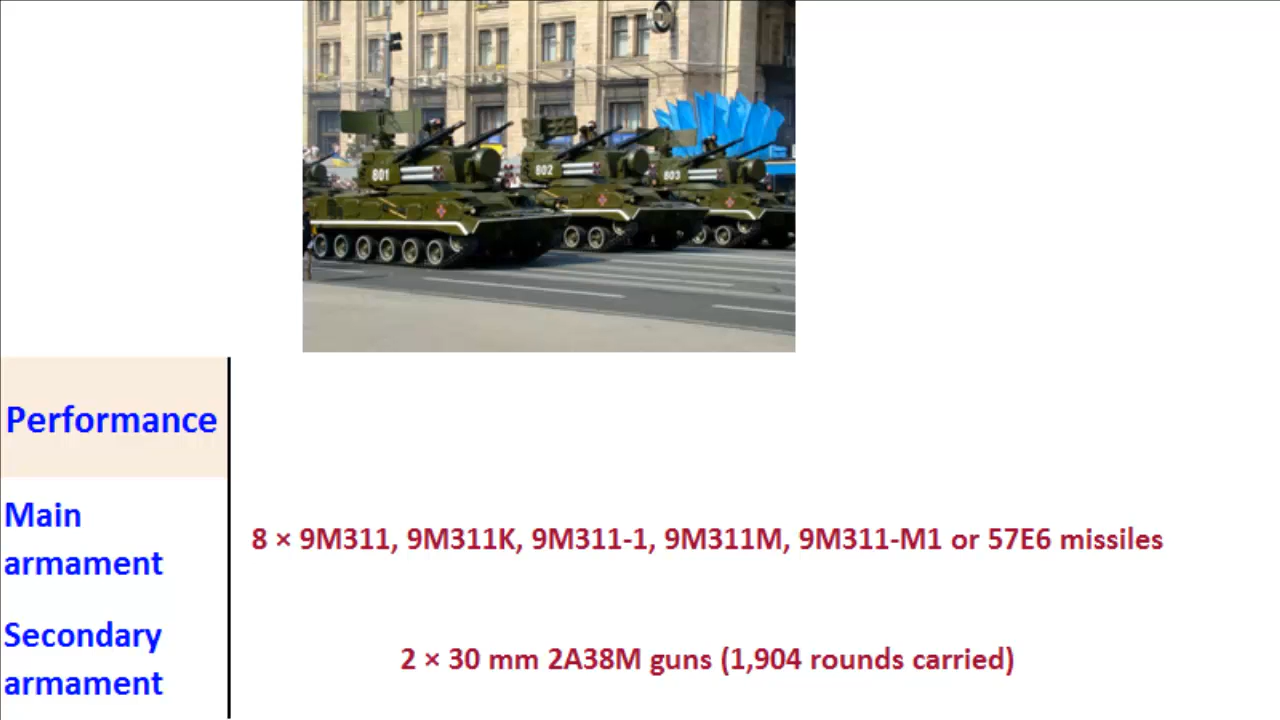 801
802
803
Performance
Main
armament
8 × 9M311, 9M311K, 9M311-1, 9M311M, 9M311-M1 or 57E6 missiles
Secondary
armament
2 × 30 mm 2A38M guns (1,904 rounds carried)